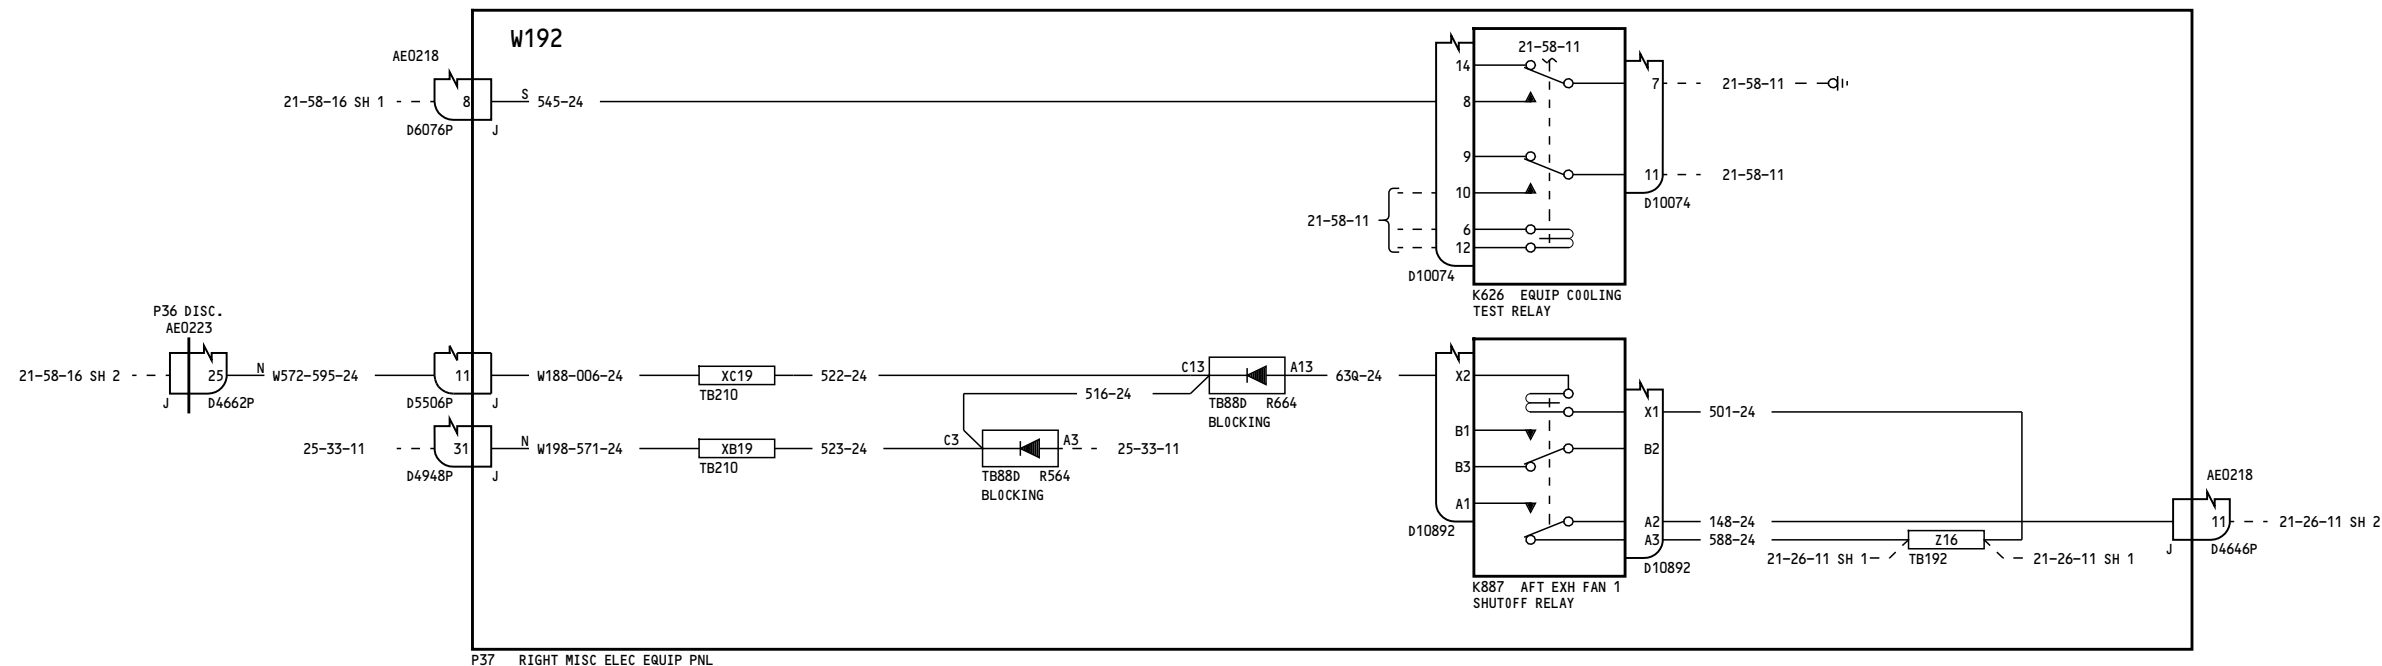 W192
AE0218
21-58-16 SH 1
8
D6076P
J
S
545-24
21-58-11
14
8
9
10
6
12
7
11
21-58-11
21-58-11
D10074
21-58-11
D10074
K626 EQUIP COOLING
TEST RELAY
P36 DISC.
AE0223
21-58-16 SH 2
25
N
W572-595-24
J
D4662P
11
D5506P
J
W188-006-24
XC19
TB210
522-24
C13
A13
63Q-24
TB88D R664
BLOCKING
516-24
25-33-11
31
D4948P
J
N
W198-571-24
XB19
TB210
523-24
C3
A3
25-33-11
TB88D R564
BLOCKING
X2
B1
B3
A1
D10892
X1
B2
A2
A3
D10892
501-24
148-24
588-24
K887 AFT EXH FAN 1
SHUTOFF RELAY
21-26-11 SH 1
Z16
TB192
21-26-11 SH 1
AE0218
11
21-26-11 SH 2
J
D4646P
P37 RIGHT MISC ELEC EQUIP PNL